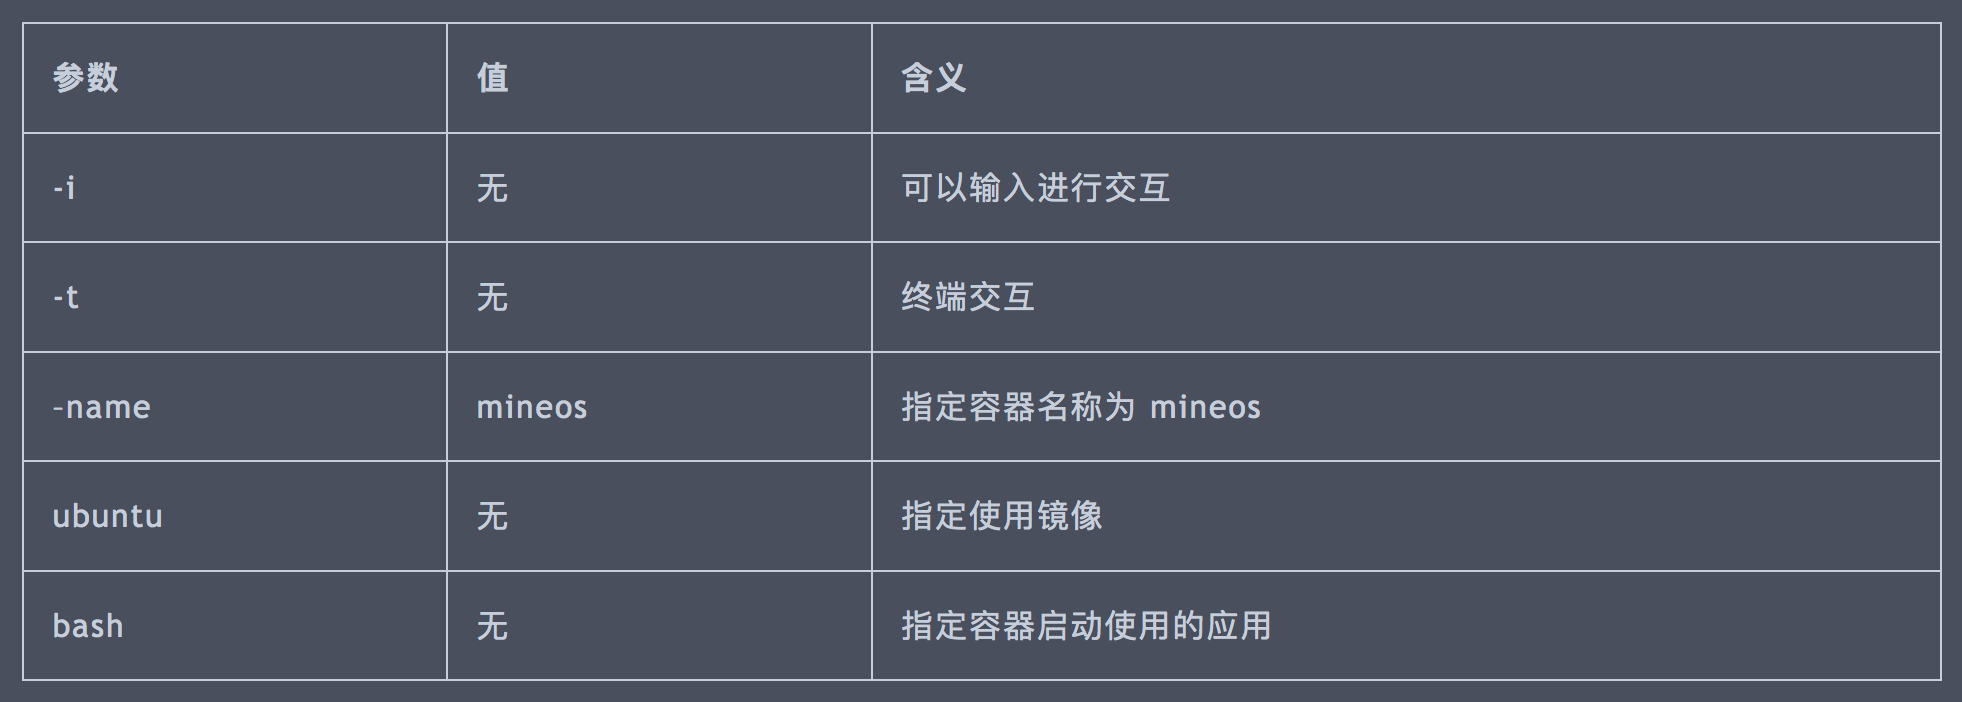 参数 值 含义
-i 无 可以输入进行交互
-t 无 终端交互
-name mineos 指定容器名称为 mineos
ubuntu 无 指定使用镜像
bash 无 指定容器启动使用的应用